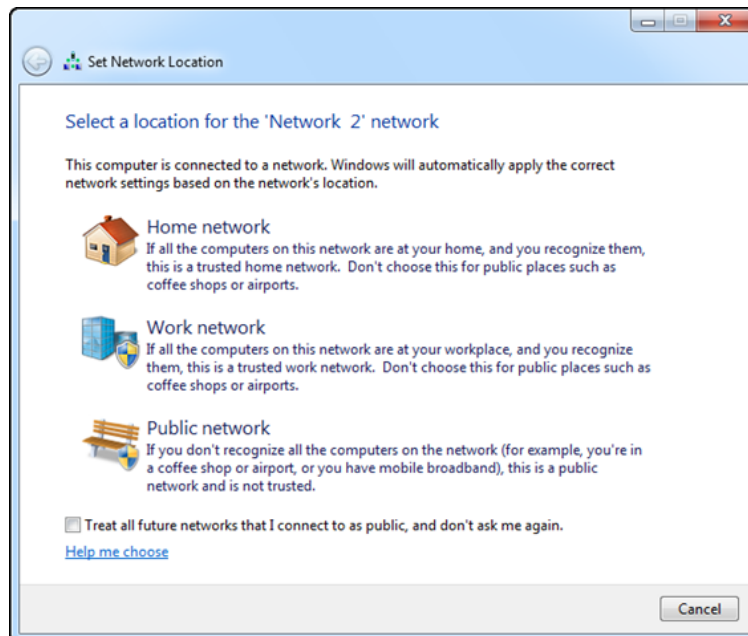 Set Network Location
Select a location for the 'Network 2' network
This computer is connected to a network. Windows will automatically apply the correct
network settings based on the network's location.
Home network
If all the computers on this network are at your home, and you recognize them,
this is a trusted home network. Don't choose this for public places such as
coffee shops or airports.
Work network
If all the computers on this network are at your workplace, and you recognize
them, this is a trusted work network. Don't choose this for public places such as
coffee shops or airports.
Public network
If you don't recognize all the computers on the network (for example, you're in
a coffee shop or airport, or you have mobile broadband), this is a public
network and is not trusted.
Treat all future networks that I connect to as public, and don't ask me again.
Help me choose
Cancel